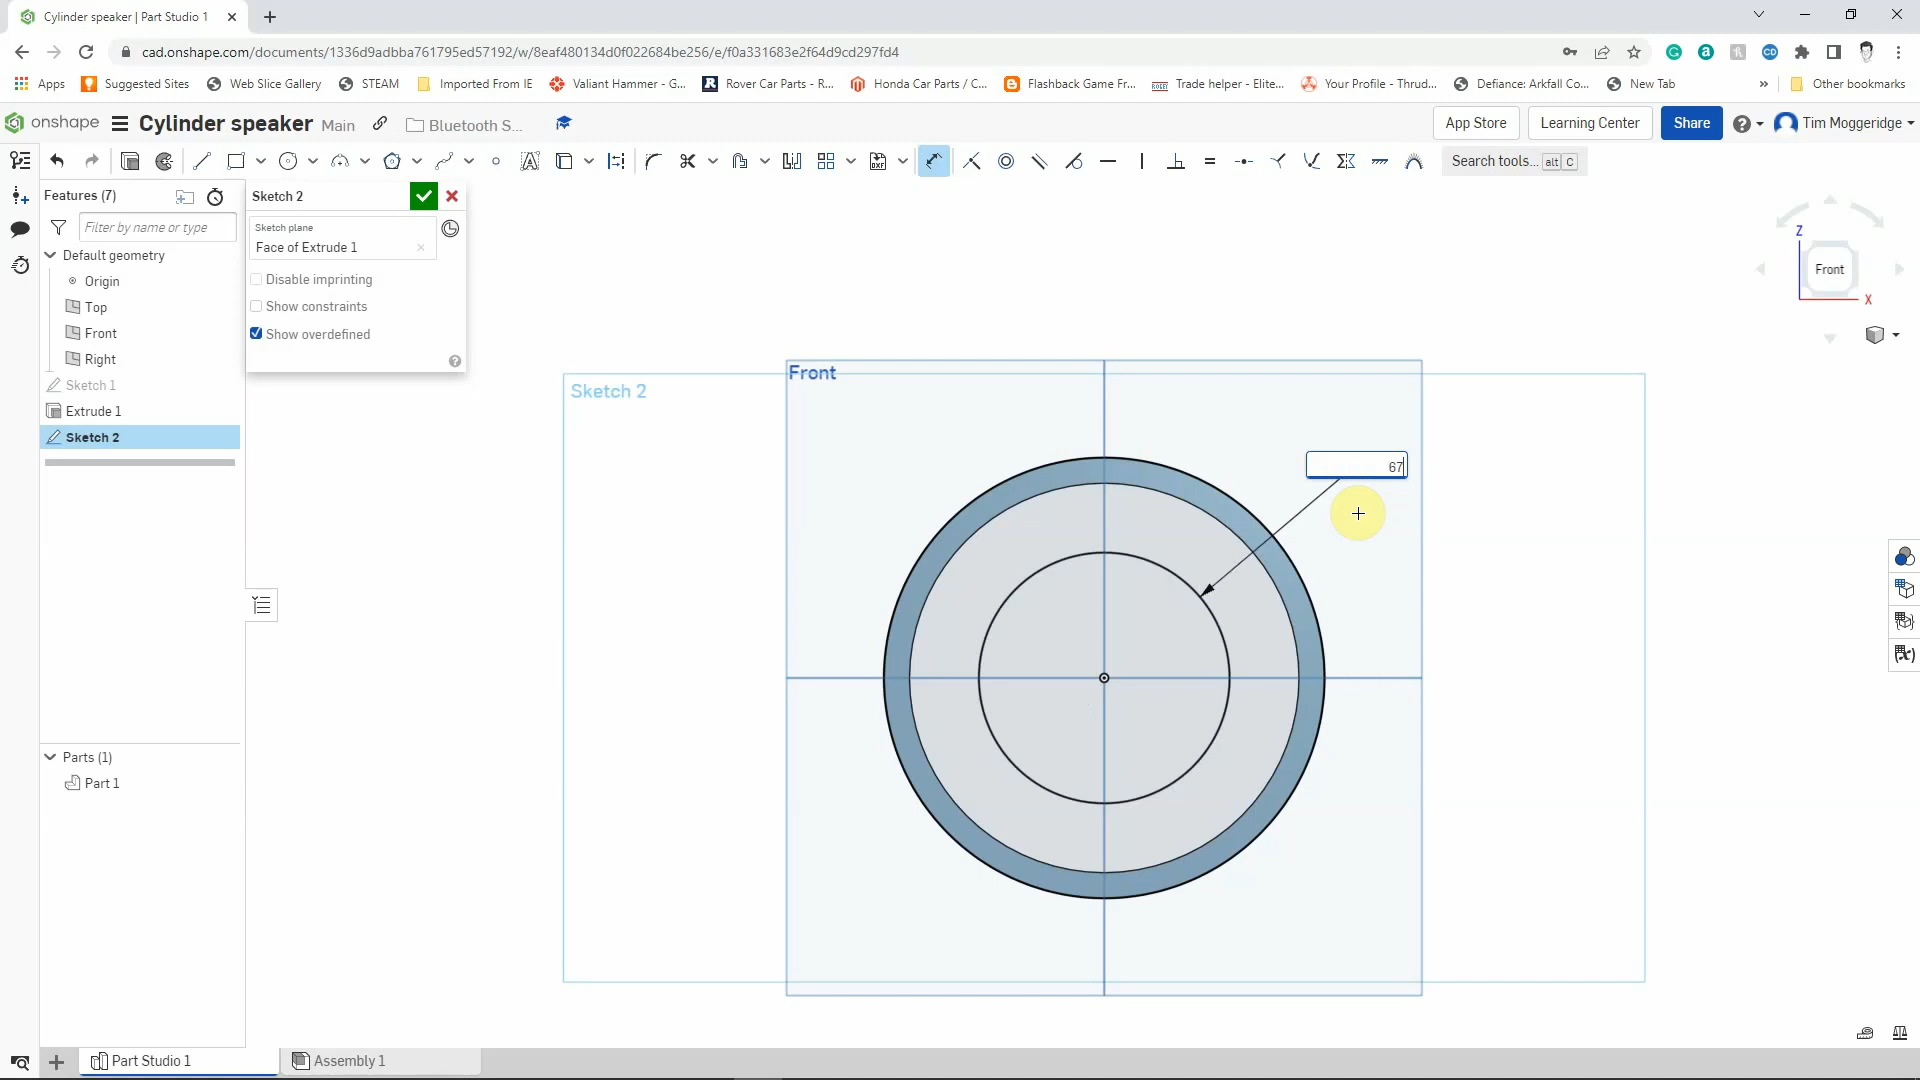 Cylinder speaker | Part Studio 1
cad.onshape.com/documents/1336d9adbba761795ed57192/w/8eaf480134d0f022684be256/e/f0a331683e2f64d9cd297fd4
Apps Suggested Sites Web Slice Gallery STEAM Imported From IE Valiant Hammer - G... Rover Car Parts - R... Honda Car Parts / C... Flashback Game Fr... Trade helper - Elite... Your Profile - Thrud... Defiance: Arkfall Co... New Tab » Other bookmarks
onshape Cylinder speaker Main Bluetooth S... App Store Learning Center Share Tim Moggeridge
Search tools... alt C
Features (7)
Filter by name or type
Default geometry
Origin
Top
Front
Right
Sketch 1
Extrude 1
Sketch 2
Sketch 2
Sketch plane
Face of Extrude 1
Disable imprinting
Show constraints
Show overdefined
Z
Front
X
Front
Sketch 2
67
Parts (1)
Part 1
Part Studio 1
Assembly 1